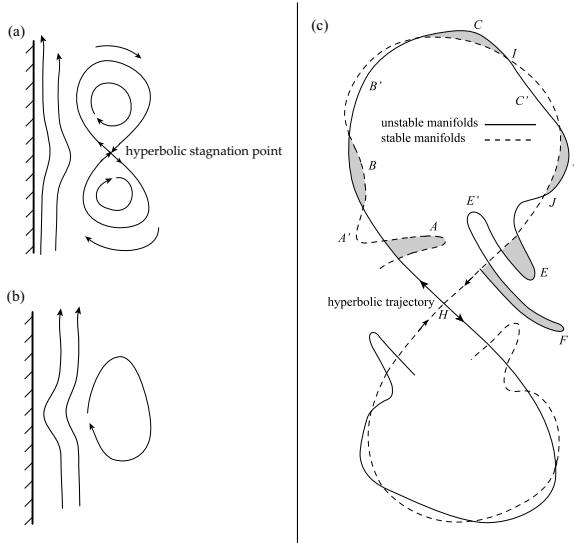 (a)
hyperbolic stagnation point
(b)
(c)
C
I
B'
C'
unstable manifolds
stable manifolds
B
J
E'
A'
A
E
hyperbolic trajectory
H
F